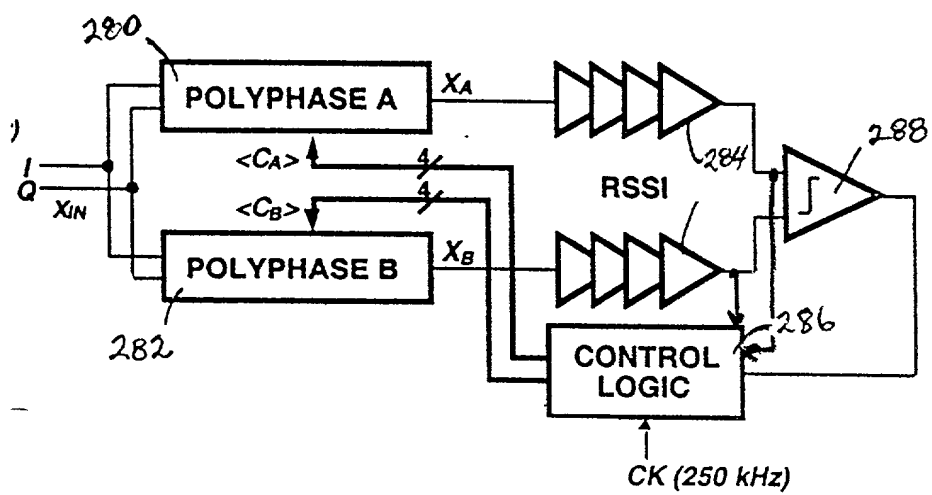 280
POLYPHASE A
XA
284
288
)
I
Q
XIN
<CA>
4
RSSI
<CB>
4
POLYPHASE B
XB
282
286
CONTROL
LOGIC
CK (250 kHz)